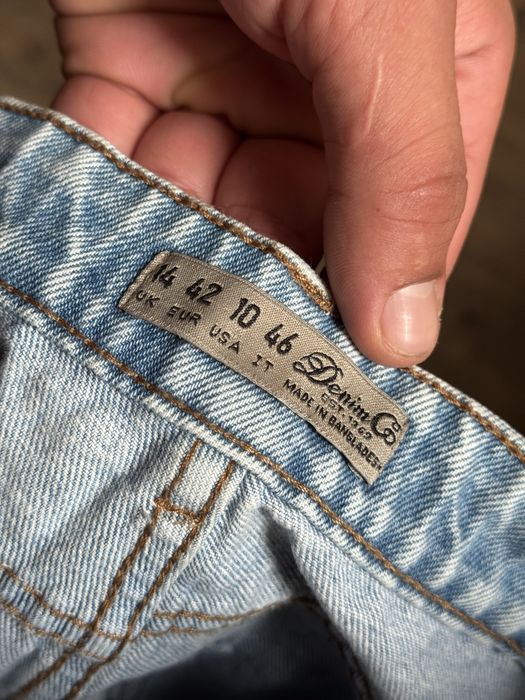 14 42 10 46
UK EUR USA IT
Denim Co
EST. 1969
MADE IN BANGLADESH